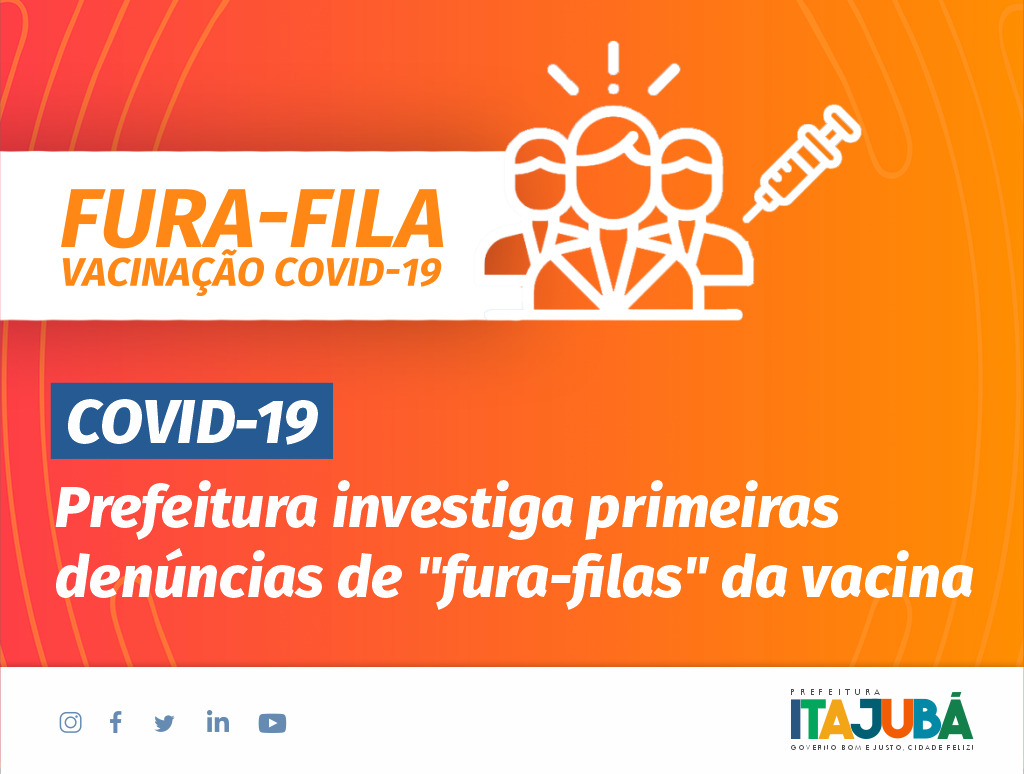 FURA-FILA
VACINAÇÃO COVID-19
COVID-19
Prefeitura investiga primeiras
denúncias de "fura-filas" da vacina
PREFEITURA
ITAJUBÁ
GOVERNO BOM E JUSTO, CIDADE FELIZ!